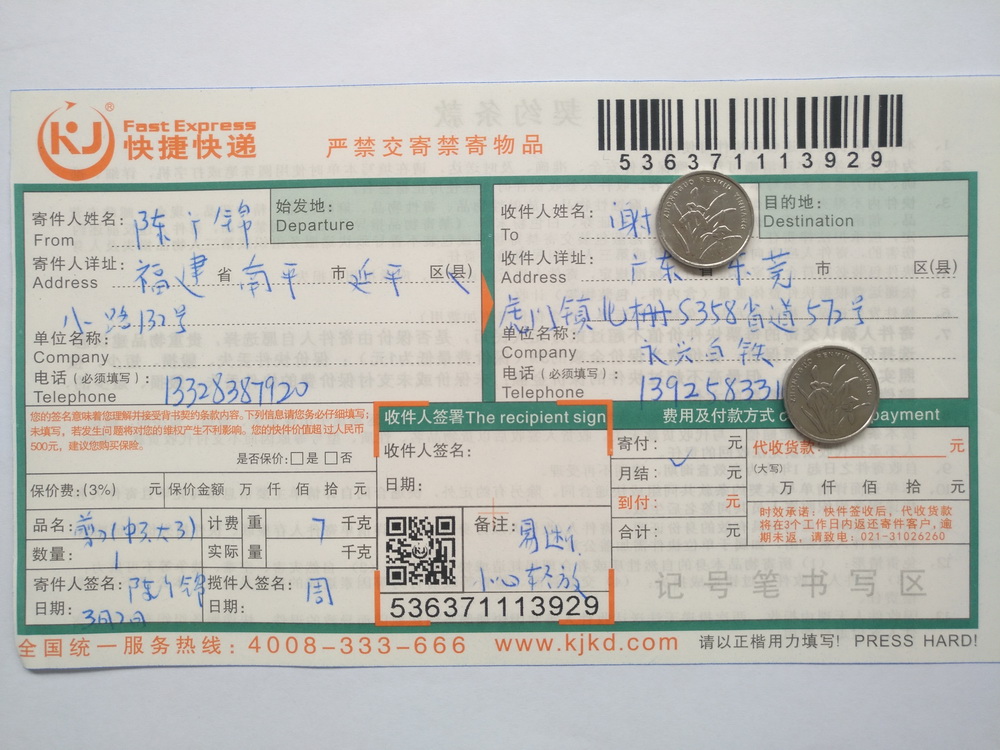 KJ®
Fast Express
快捷快递
严禁交寄禁寄物品
536371113929
寄件人姓名: 陈广锦
From
始发地:
Departure
寄件人详址: 福建 省 南平 市 延平 区(县)
Address
小路132号
单位名称:
Company
电话(必须填写): 13328387920
Telephone
收件人姓名: 谢
To
目的地:
Destination
收件人详址: 广东 省 东莞 市 区(县)
Address
虎门镇北栅S358省道572号
单位名称:
Company 永兴白铁
电话(必须填写): 139258331
Telephone
您的签名意味着您理解并接受背书契约条款内容。下列信息请您务必仔细填写;
未填写,若发生问题将对您的维权产生不利影响。您的快件价值超过人民币
500元,建议您购买保险。
是否保价: □是 □否
保价费:(3%) 元 保价金额 万 仟 佰 拾 元
品名: 剪刀(中3.大3) 计费 重 7 千克
数量: 1 实际 量 千克
寄件人签名: 陈广锦 揽件人签名: 周
日期: 3月2日 日期:
收件人签署The recipient sign
收件人签名:
日期:
备注: 易断
小心轻放
536371113929
费用及付款方式 c payment
寄付: 元
月结: ✓ 元
到付: 元
合计: 元
代收货款: 元
(大写)
万 仟 佰 拾 元
时效承诺:快件签收后,代收货款
将在3个工作日内返还寄件客户,逾
期未返,请致电:021-31026260
记号笔书写区
全国统一服务热线: 4008-333-666 www.kjkd.com 请以正楷用力填写! PRESS HARD!